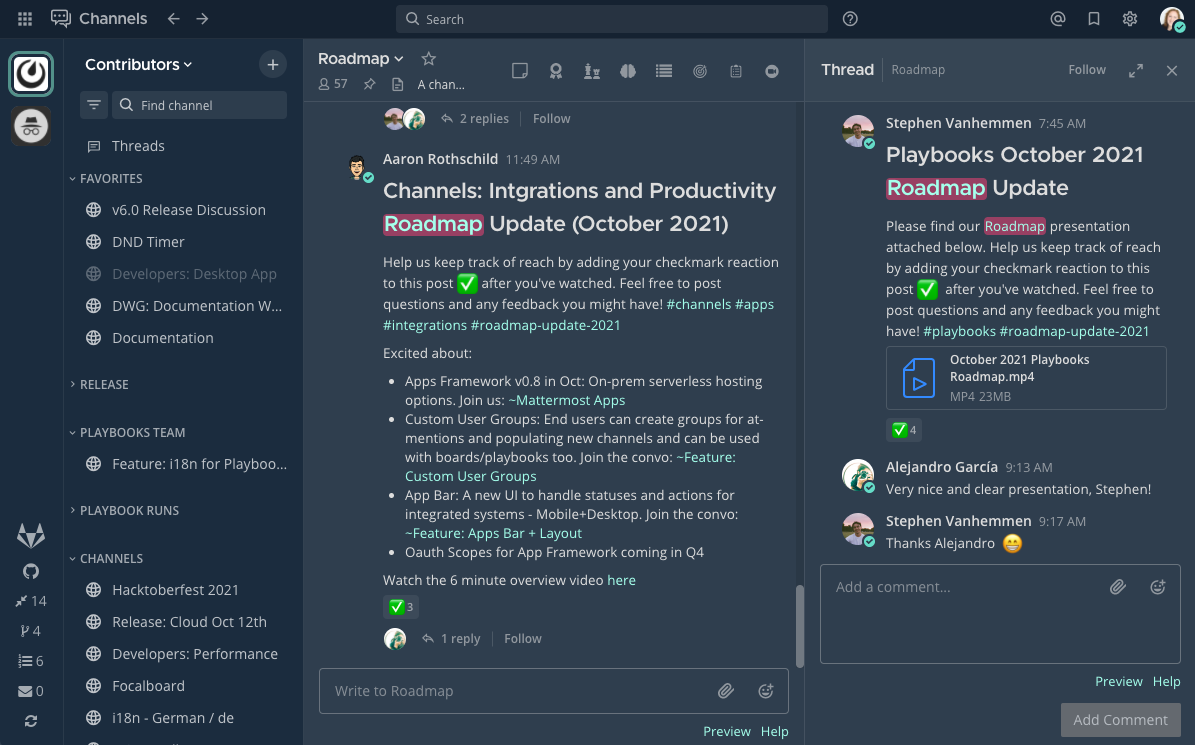 Channels
Search
Contributors
Find channel
Threads
FAVORITES
v6.0 Release Discussion
DND Timer
Developers: Desktop App
DWG: Documentation W...
Documentation
RELEASE
PLAYBOOKS TEAM
Feature: i18n for Playboo...
PLAYBOOK RUNS
CHANNELS
Hacktoberfest 2021
Release: Cloud Oct 12th
Developers: Performance
Focalboard
i18n - German / de
14
4
6
0
Roadmap
57
A chan...
2 replies
Follow
Aaron Rothschild 11:49 AM
Channels: Intgrations and Productivity
Roadmap Update (October 2021)
Help us keep track of reach by adding your checkmark reaction
to this post ✅ after you've watched. Feel free to post
questions and any feedback you might have! #channels #apps
#integrations #roadmap-update-2021
Excited about:
• Apps Framework v0.8 in Oct: On-prem serverless hosting
options. Join us: ~Mattermost Apps
• Custom User Groups: End users can create groups for at-
mentions and populating new channels and can be used
with boards/playbooks too. Join the convo: ~Feature:
Custom User Groups
• App Bar: A new UI to handle statuses and actions for
integrated systems - Mobile+Desktop. Join the convo:
~Feature: Apps Bar + Layout
• Oauth Scopes for App Framework coming in Q4
Watch the 6 minute overview video here
✅ 3
1 reply
Follow
Write to Roadmap
Preview Help
Thread
Roadmap
Follow
Stephen Vanhemmen 7:45 AM
Playbooks October 2021
Roadmap Update
Please find our Roadmap presentation
attached below. Help us keep track of reach
by adding your checkmark reaction to this
post ✅ after you've watched. Feel free to
post questions and any feedback you might
have! #playbooks #roadmap-update-2021
October 2021 Playbooks
Roadmap.mp4
MP4 23MB
✅ 4
Alejandro García 9:13 AM
Very nice and clear presentation, Stephen!
Stephen Vanhemmen 9:17 AM
Thanks Alejandro 😁
Add a comment...
Preview Help
Add Comment